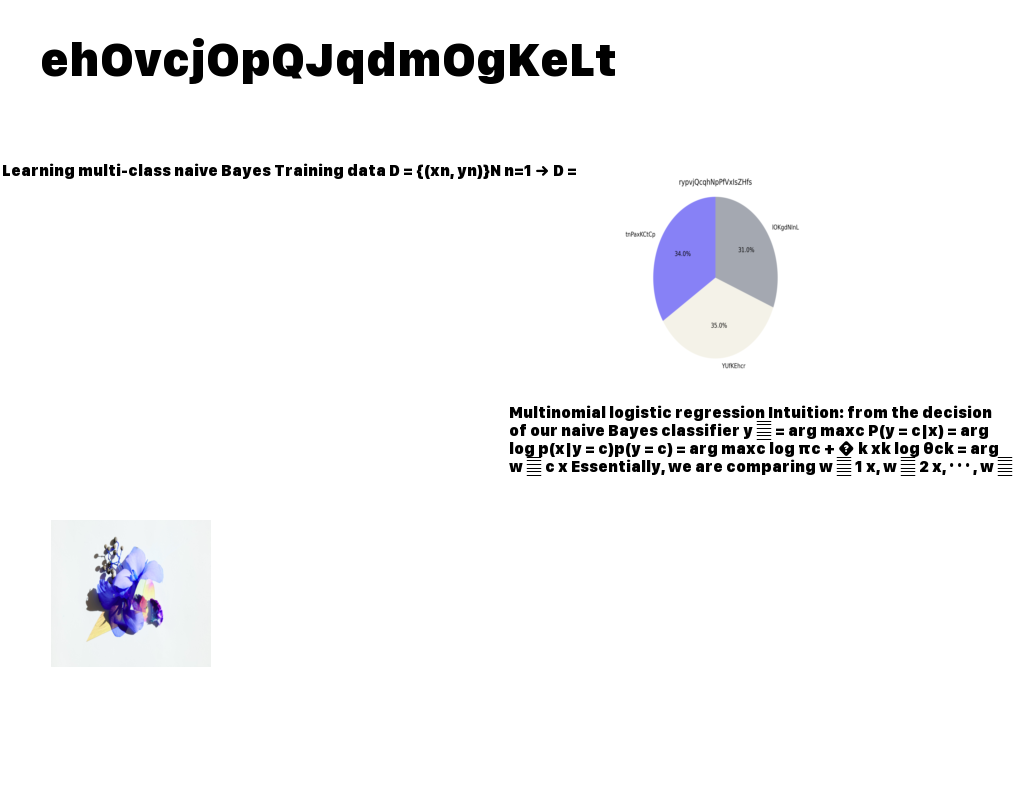 ehOvcjOpQJqdmOgKeLt
Learning multi-class naive Bayes Training data D = {(xn, yn)}N n=1 → D =
rypvjQcqhNpPfVxlsZHfs
tnPaxKCtCp
34.0%
31.0%
35.0%
YUfKEhcr
Multinomial logistic regression Intuition: from the decision
of our naive Bayes classifier y = arg maxc P(y = c|x) = arg
log p(x|y = c)p(y = c) = arg maxc log πc + � k xk log θck = arg
w c x Essentially, we are comparing w 1 x, w 2 x, · · · , w